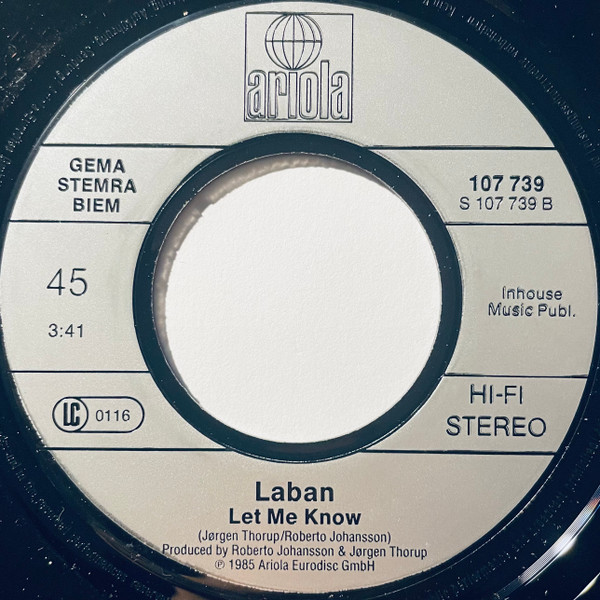 ariola
GEMA
STEMRA
BIEM
107 739
S 107 739 B
45
3:41
Inhouse
Music Publ.
LC 0116
HI-FI
STEREO
Laban
Let Me Know
(Jørgen Thorup/Roberto Johansson)
Produced by Roberto Johansson & Jørgen Thorup
℗ 1985 Ariola Eurodisc GmbH